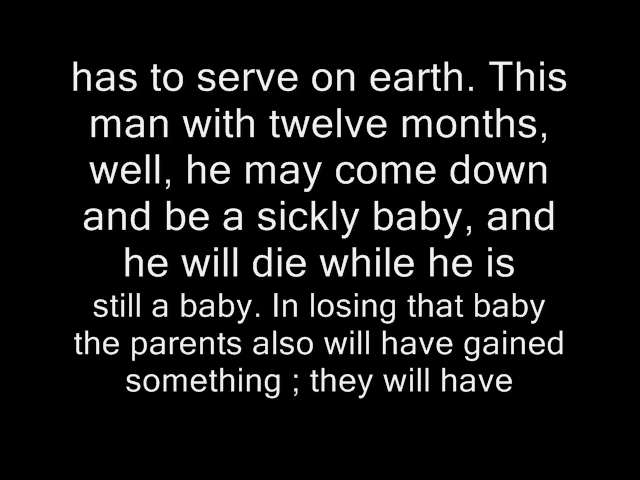 has to serve on earth. This
man with twelve months,
well, he may come down
and be a sickly baby, and
he will die while he is
still a baby. In losing that baby
the parents also will have gained
something ; they will have